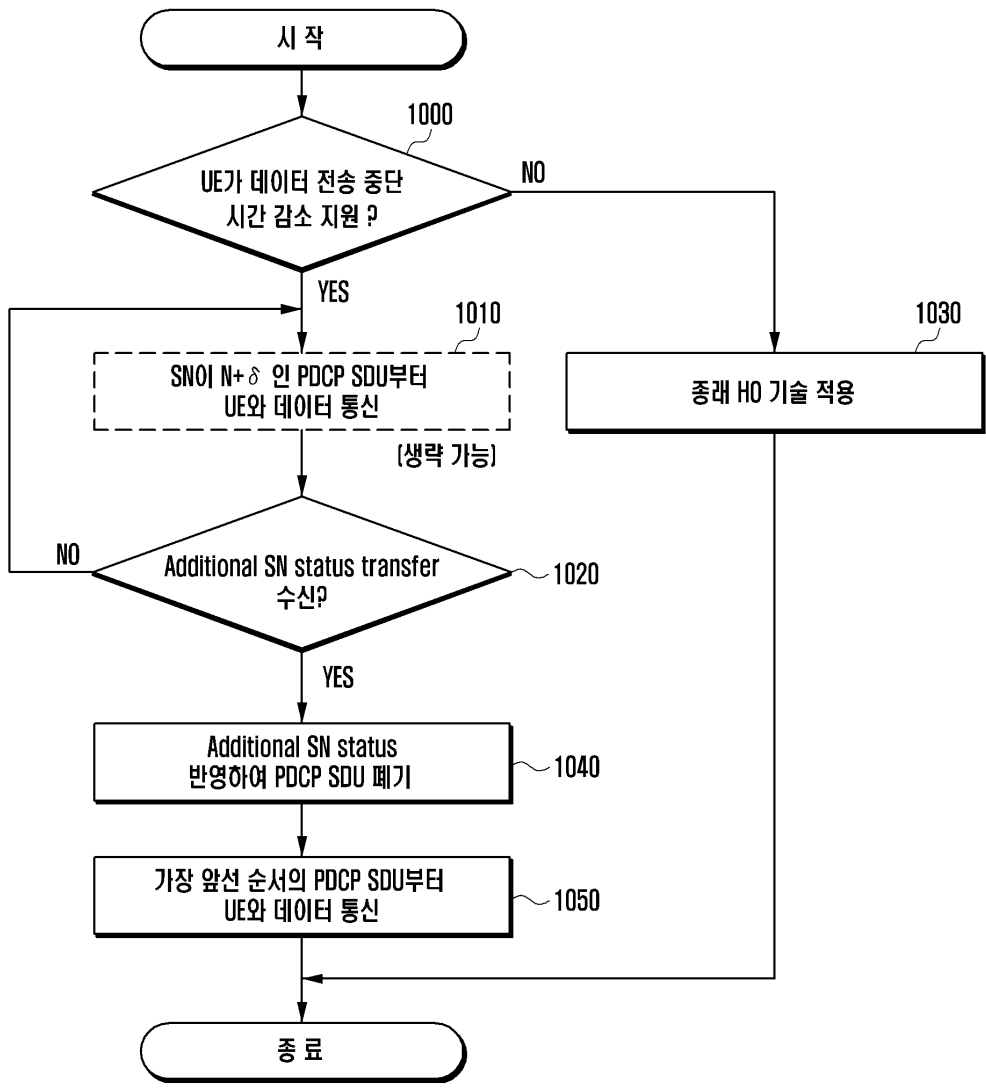 시 작
1000
UE가 데이터 전송 중단
시간 감소 지원 ?
NO
YES
1010
SN이 N+δ 인 PDCP SDU부터
UE와 데이터 통신
(생략 가능)
1030
종래 HO 기술 적용
Additional SN status transfer
수신?
1020
NO
YES
Additional SN status
반영하여 PDCP SDU 폐기
1040
가장 앞선 순서의 PDCP SDU부터
UE와 데이터 통신
1050
종 료